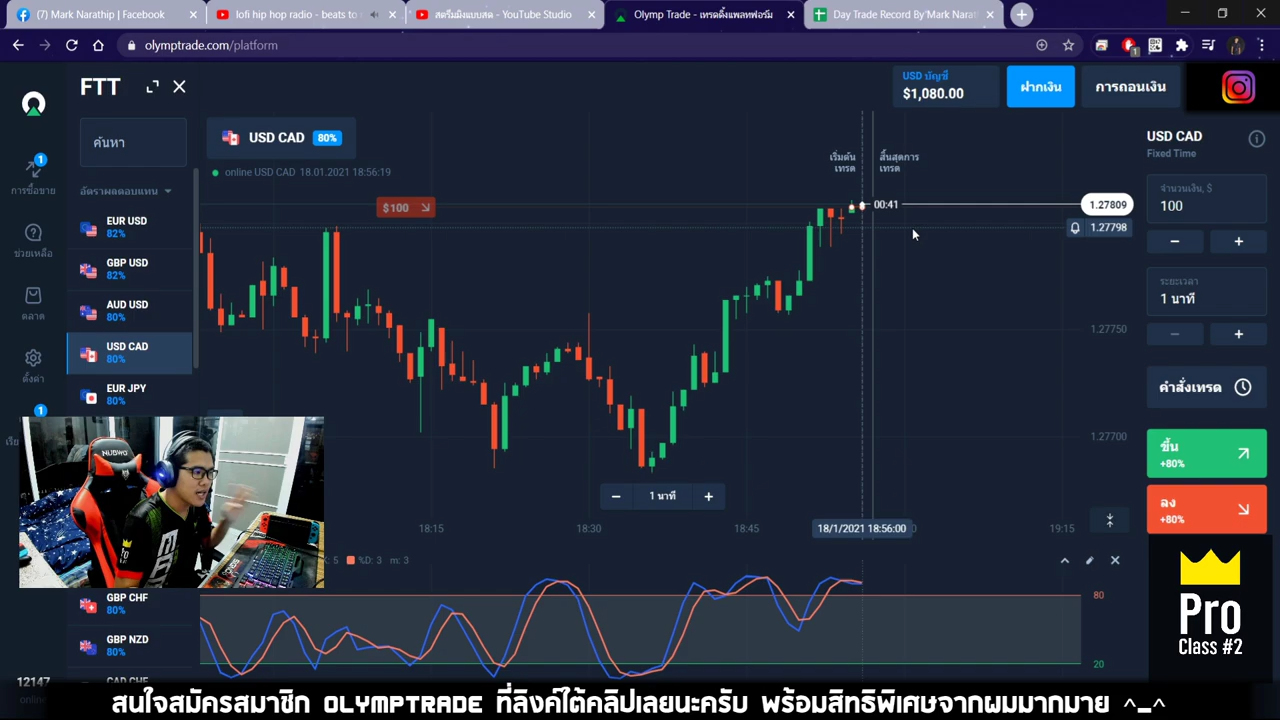 (7) Mark Narathip | Facebook
lofi hip hop radio - beats to r
สตรีมมิงแบบสด - YouTube Studio
Olymp Trade - เทรดดิ้งแพลทฟอร์ม
Day Trade Record By Mark Narat
olymptrade.com/platform
1
FTT
USD บัญชี
$1,080.00
ฝากเงิน
การถอนเงิน
ค้นหา
USD CAD 80%
online USD CAD 18.01.2021 18:56:19
เริ่มต้น
เทรด
สิ้นสุดการ
เทรด
USD CAD
Fixed Time
1
การซื้อขาย
อัตราผลตอบแทน
EUR USD
82%
ช่วยเหลือ
GBP USD
82%
ตลาด
AUD USD
80%
USD CAD
80%
ตั้งค่า
EUR JPY
80%
1
$100
00:41
1.27809
1.27798
1.27750
1.27700
จำนวนเงิน, $
100
− +
ระยะเวลา
1 นาที
− +
คำสั่งเทรด
ขึ้น
+80%
ลง
+80%
− 1 นาที +
18:15
18:30
18:45
18/1/2021 18:56:00
19:15
NUBWO
%D: 3 m: 3
80
20
GBP CHF
80%
GBP NZD
80%
12147
online
Pro
Class #2
สนใจสมัครสมาชิก OLYMPTRADE ที่ลิงค์ใต้คลิปเลยนะครับ พร้อมสิทธิพิเศษจากผมมากมาย ^_^